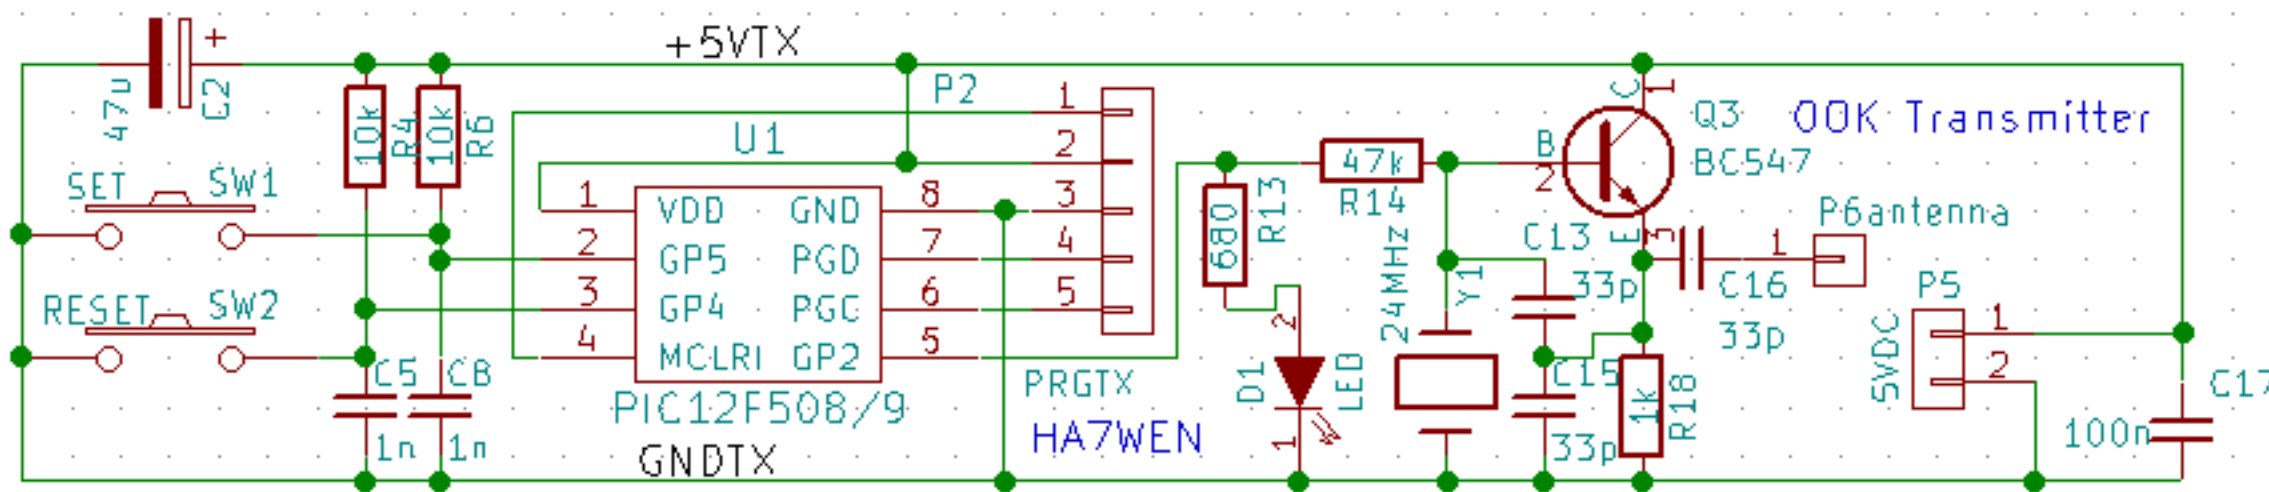 +5VTX
+
47u
C2
10k
R4
10k
R6
P2
U1
SET
SW1
RESET
SW2
1
2
3
4
VDD
GP5
GP4
MCLRI
GND
PGD
PGC
GP2
8
7
6
5
PIC12F508/9
1
2
3
4
5
PRGTX
HA7WEN
C5
1n
C8
1n
GNDTX
680
R13
47k
R14
D1
LED
2
1
24MHz
Y1
B
2
C
1
E
3
Q3
BC547
OOK Transmitter
C13
33p
C15
33p
1k
R18
C16
33p
1
P6antenna
P5
5VDC
1
2
C17
100n